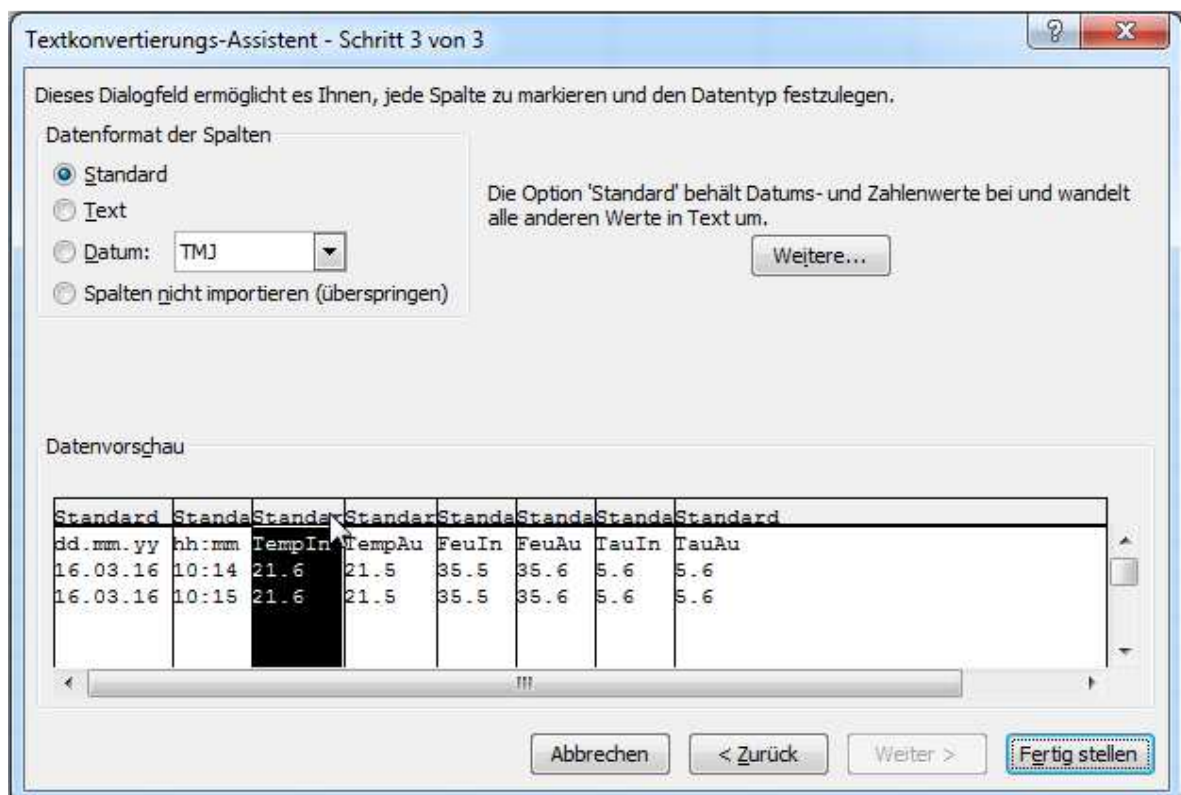 Textkonvertierungs-Assistent - Schritt 3 von 3
Dieses Dialogfeld ermöglicht es Ihnen, jede Spalte zu markieren und den Datentyp festzulegen.
Datenformat der Spalten
Standard
Text
Datum: TMJ
Spalten nicht importieren (überspringen)
Die Option 'Standard' behält Datums- und Zahlenwerte bei und wandelt
alle anderen Werte in Text um.
Weitere...
Datenvorschau
Standard Standa Standar Standar Standa Standa Standa Standard
dd.mm.yy hh:mm TempIn TempAu FeuIn FeuAu TauIn TauAu
16.03.16 10:14 21.6 21.5 35.5 35.6 5.6 5.6
16.03.16 10:15 21.6 21.5 35.5 35.6 5.6 5.6
Abbrechen < Zurück Weiter > Fertig stellen